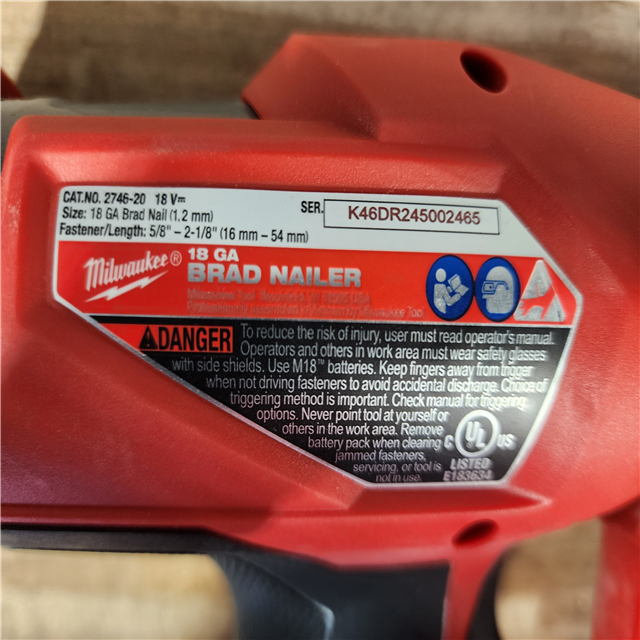 CAT.NO. 2746-20 18 V⎓
Size: 18 GA Brad Nail (1.2 mm)
Fastener/Length: 5/8" – 2-1/8" (16 mm – 54 mm)
SER. K46DR245002465
Milwaukee®
18 GA
BRAD NAILER
Milwaukee Tool
DANGER To reduce the risk of injury, user must read operator's manual.
Operators and others in work area must wear safety glasses
with side shields. Use M18™ batteries. Keep fingers away from trigger
when not driving fasteners to avoid accidental discharge. Choice of
triggering method is important. Check manual for triggering
options. Never point tool at yourself or
others in the work area. Remove
battery pack when clearing
jammed fasteners,
servicing, or tool is
not in use.
C UL US
LISTED
E183634